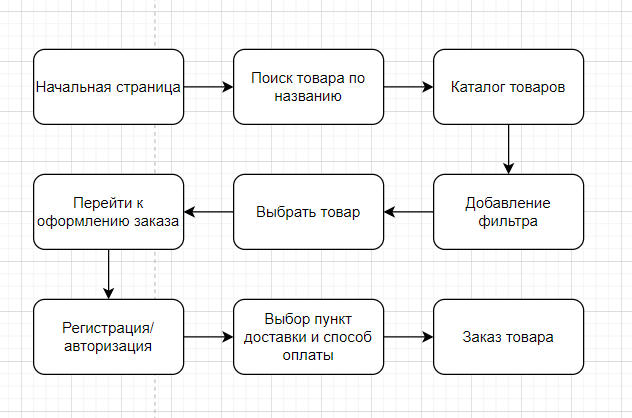 Начальная страница
Поиск товара по
названию
Каталог товаров
Перейти к
оформлению заказа
Выбрать товар
Добавление
фильтра
Регистрация/
авторизация
Выбор пункт
доставки и способ
оплаты
Заказ товара